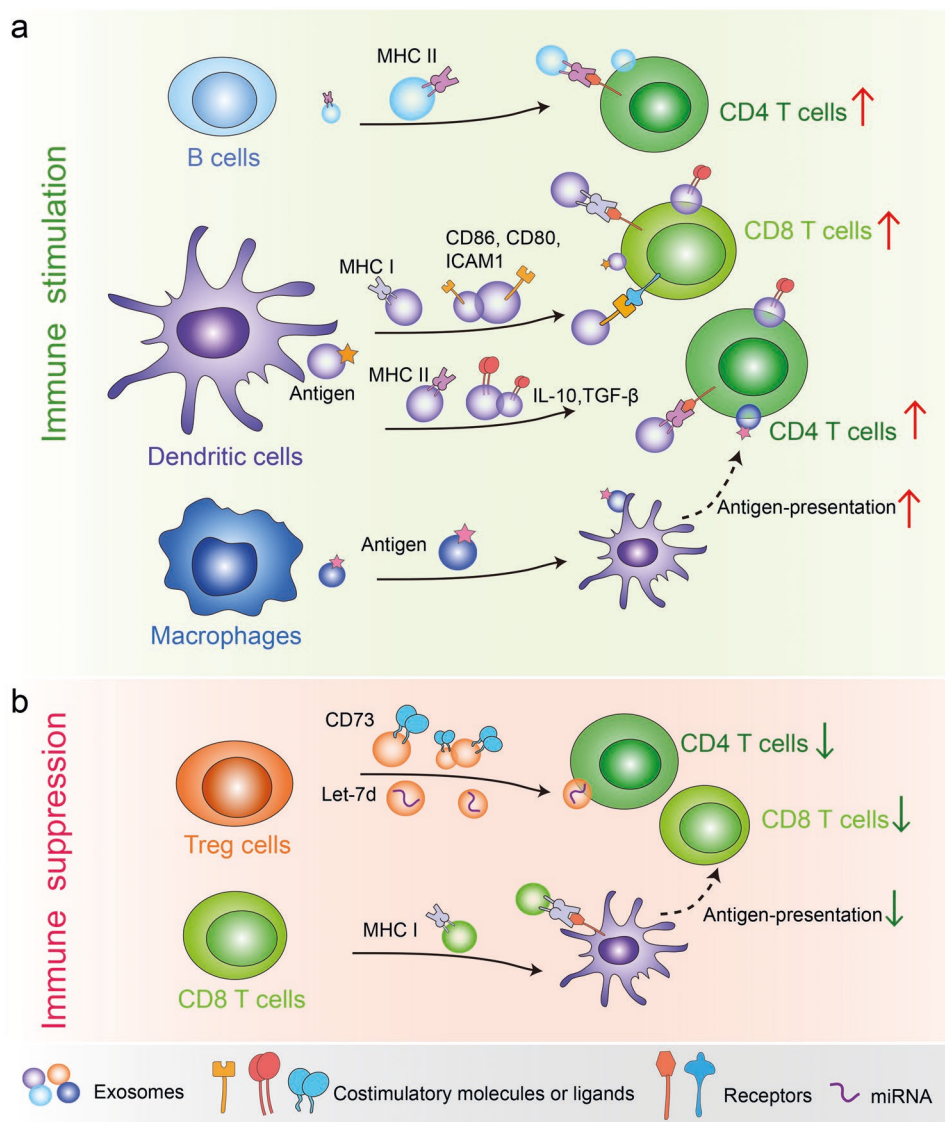 a
Immune stimulation
MHC II
B cells
CD4 T cells
CD86, CD80,
ICAM1
MHC I
CD8 T cells
Antigen
MHC II
IL-10,TGF-β
Dendritic cells
CD4 T cells
Antigen-presentation
Antigen
Macrophages
b
Immune suppression
CD73
CD4 T cells
Let-7d
Treg cells
CD8 T cells
MHC I
Antigen-presentation
CD8 T cells
Exosomes
Costimulatory molecules or ligands
Receptors
miRNA